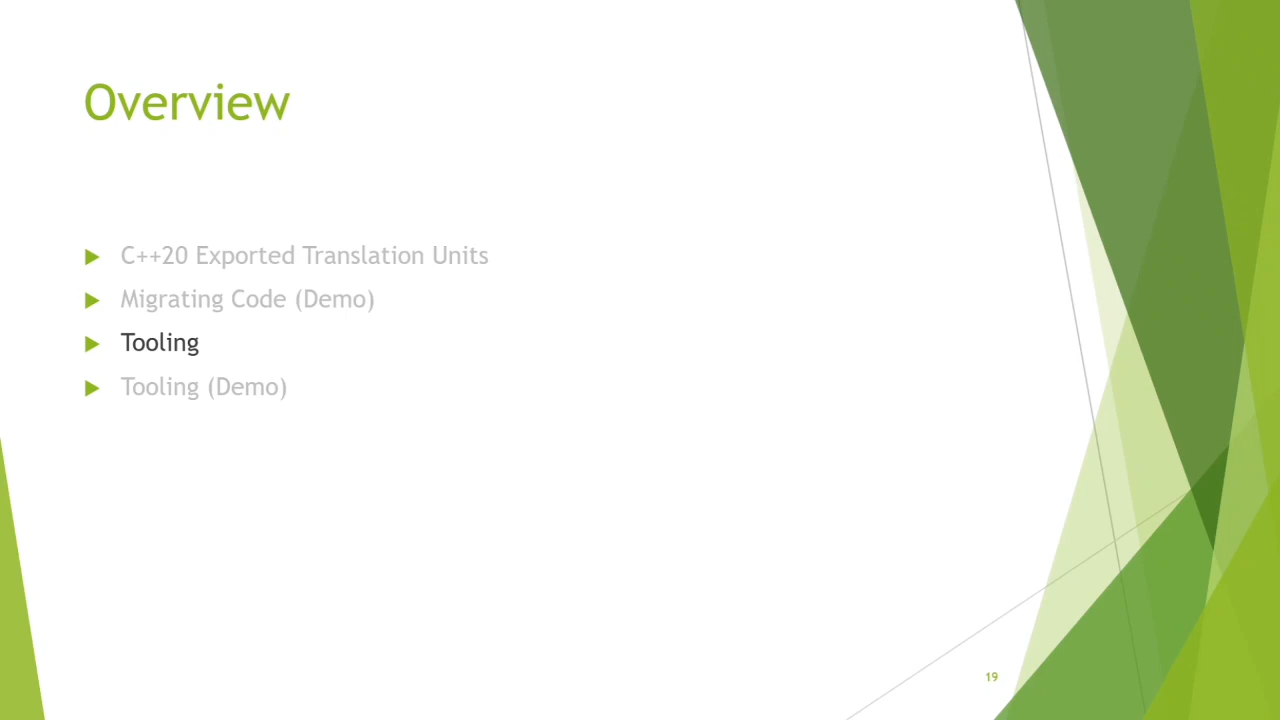 Overview
C++20 Exported Translation Units
Migrating Code (Demo)
Tooling
Tooling (Demo)
19